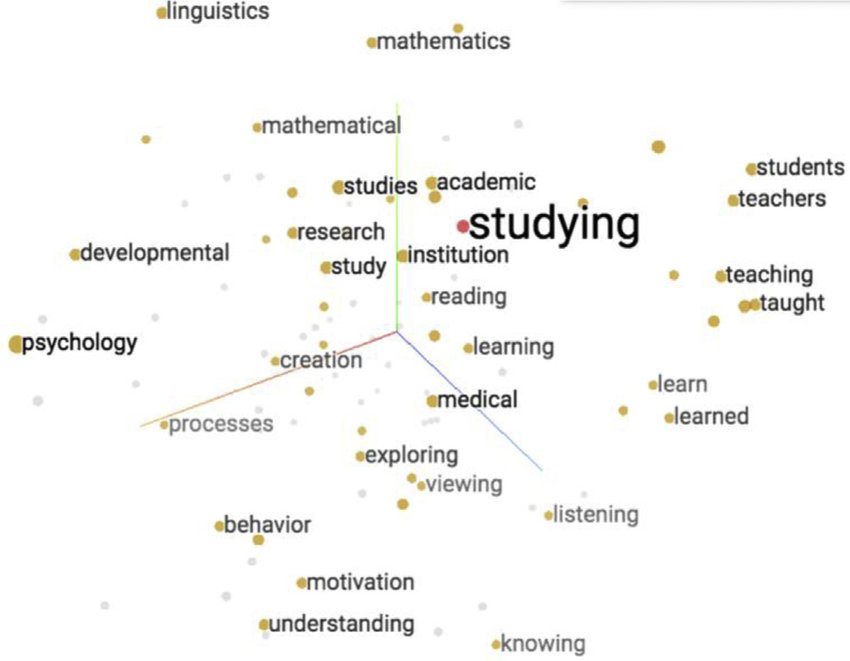 linguistics
mathematics
mathematical
students
studies
academic
teachers
studying
research
developmental
institution
study
teaching
reading
taught
psychology
learning
creation
learn
medical
learned
processes
exploring
viewing
listening
behavior
motivation
understanding
knowing